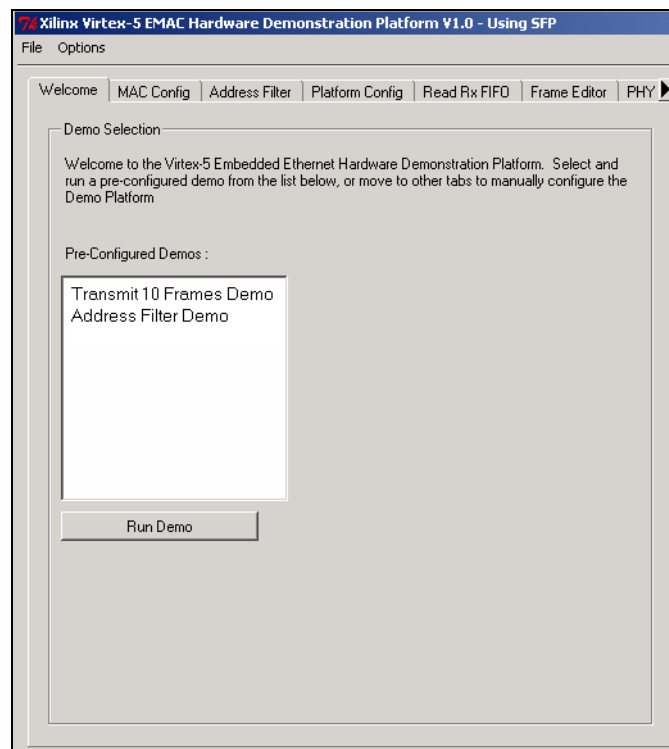 Xilinx Virtex-5 EMAC Hardware Demonstration Platform V1.0 - Using SFP
File Options
Welcome MAC Config Address Filter Platform Config Read Rx FIFO Frame Editor PHY
Demo Selection
Welcome to the Virtex-5 Embedded Ethernet Hardware Demonstration Platform. Select and
run a pre-configured demo from the list below, or move to other tabs to manually configure the
Demo Platform
Pre-Configured Demos :
Transmit 10 Frames Demo
Address Filter Demo
Run Demo